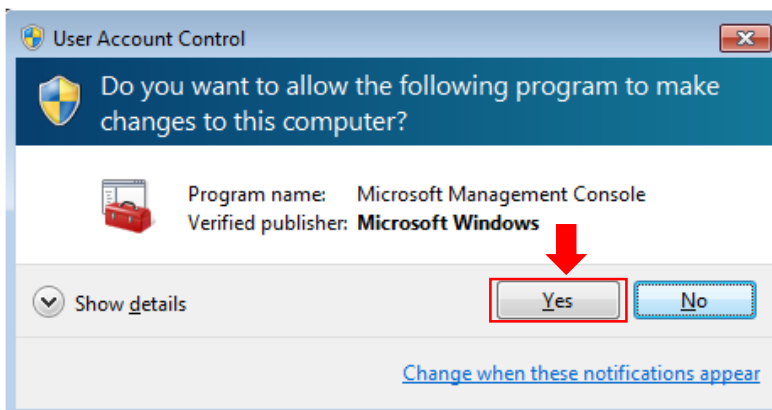 User Account Control
Do you want to allow the following program to make
changes to this computer?
Program name: Microsoft Management Console
Verified publisher: Microsoft Windows
Show details
Yes
No
Change when these notifications appear